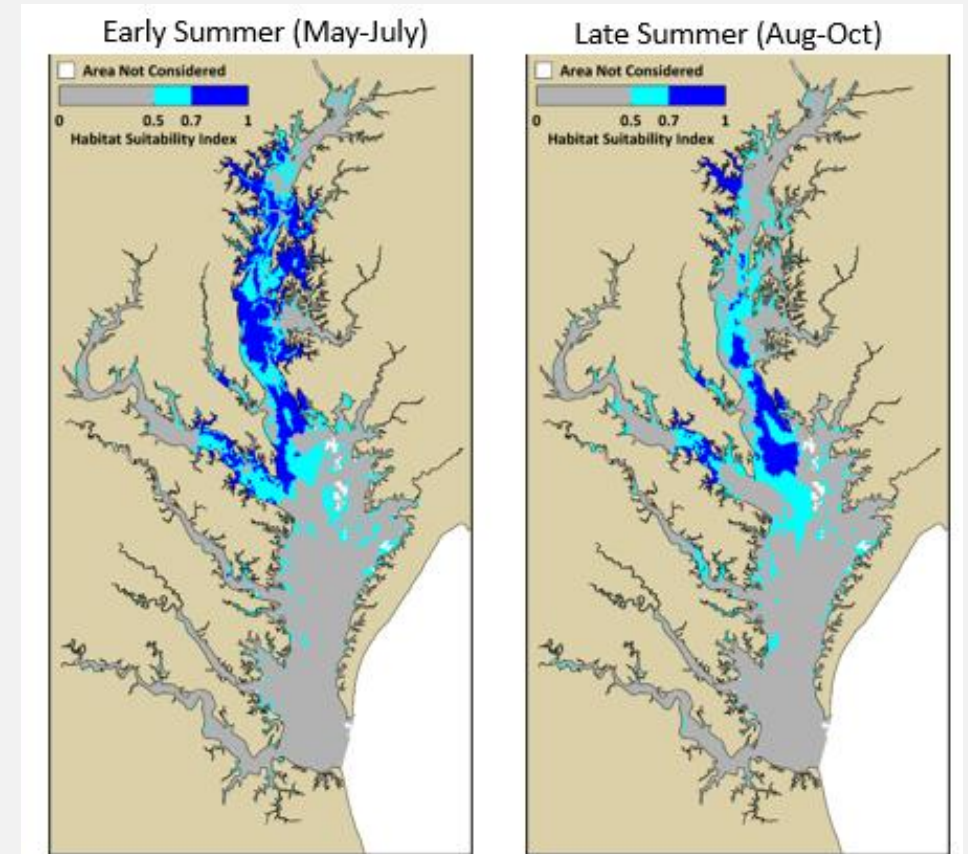 Early Summer (May-July)
Area Not Considered
0 0.5 0.7 1
Habitat Suitability Index
Late Summer (Aug-Oct)
Area Not Considered
0 0.5 0.7 1
Habitat Suitability Index